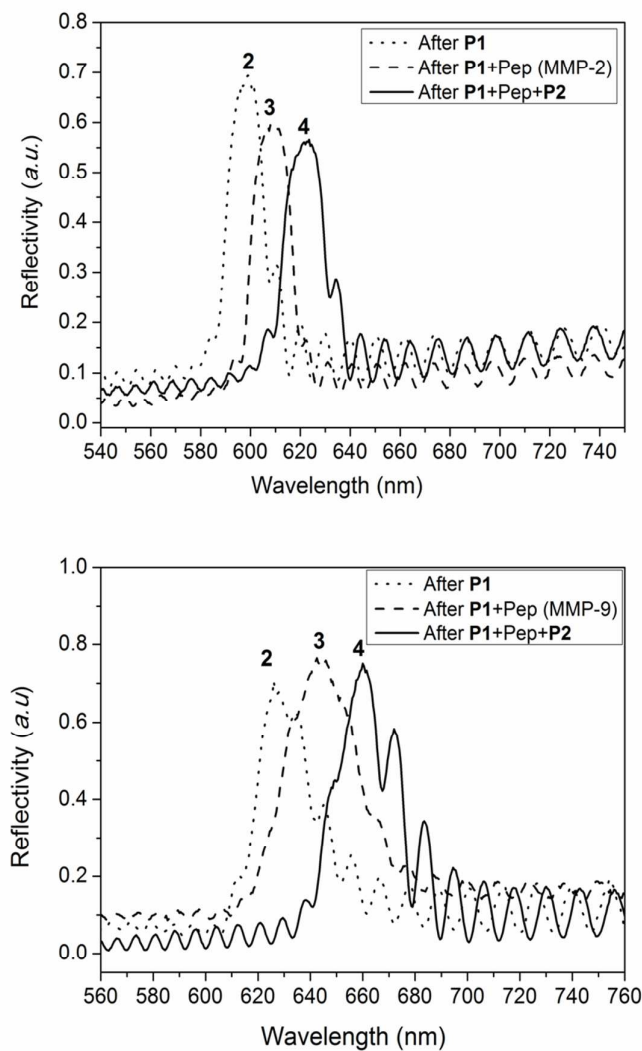 After P1
After P1+Pep (MMP-2)
After P1+Pep+P2
2
3
4
Reflectivity (a.u.)
0.8
0.7
0.6
0.5
0.4
0.3
0.2
0.1
0.0
540 560 580 600 620 640 660 680 700 720 740
Wavelength (nm)
After P1
After P1+Pep (MMP-9)
After P1+Pep+P2
2
3
4
Reflectivity (a.u)
1.0
0.8
0.6
0.4
0.2
0.0
560 580 600 620 640 660 680 700 720 740 760
Wavelength (nm)